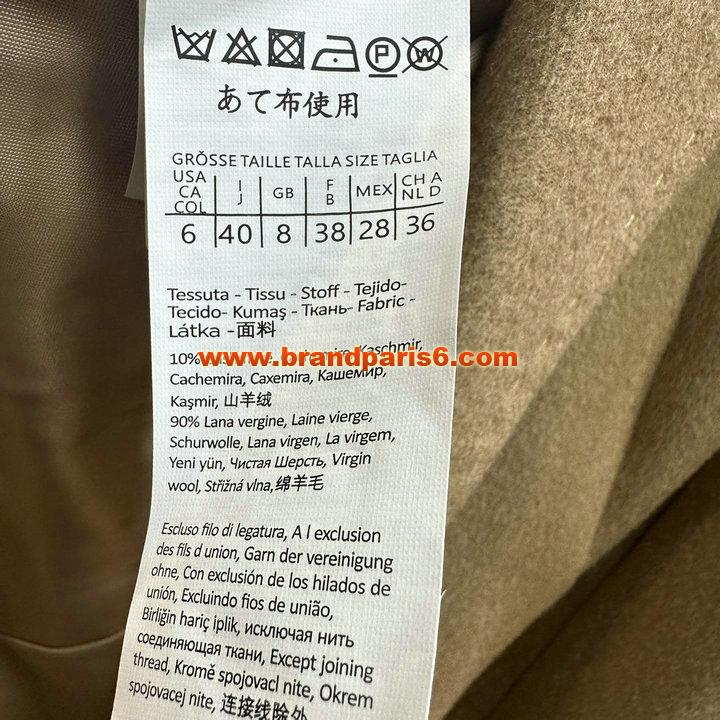 P W
あて布使用
GRŐSSE TAILLE TALLA SIZE TAGLIA
USA CA COL I J GB F B MEX CH A NL D
6 40 8 38 28 36
Tessuta - Tissu - Stoff - Tejido-
Tecido- Kumaş - Ткань- Fabric -
Látka -面料
www.brandparis6.com
10% Kaschmir,
Cachemira, Caxemira, Кашемир,
Kaşmir, 山羊绒
90% Lana vergine, Laine vierge,
Schurwolle, Lana virgen, La virgem,
Yeni yün, Чистая Шерсть, Virgin
wool, Střižná vlna,绵羊毛
Escluso filo di legatura, A l exclusion
des fils d union, Garn der vereinigung
ohne, Con exclusión de los hilados de
unión, Excluindo fios de união,
Birliğin hariç iplik, исключая нить
соединяющая ткани, Except joining
thread, Kromě spojovacl nite, Okrem
spojovacej nite, 连接线除外